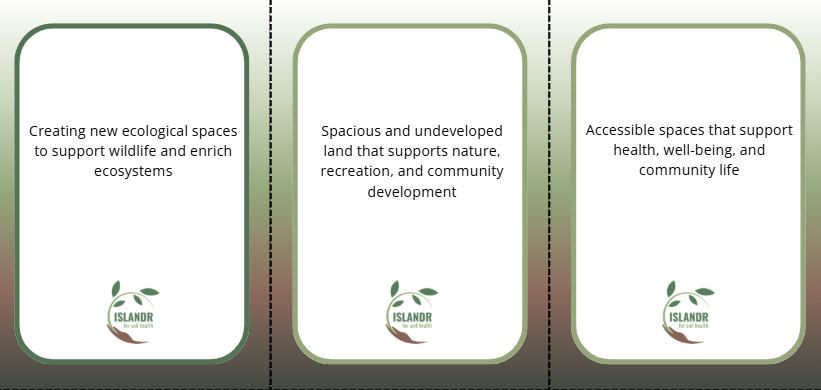 Creating new ecological spaces
to support wildlife and enrich
ecosystems
ISLANDR
for soil health
Spacious and undeveloped
land that supports nature,
recreation, and community
development
ISLANDR
for soil health
Accessible spaces that support
health, well-being, and
community life
ISLANDR
for soil health